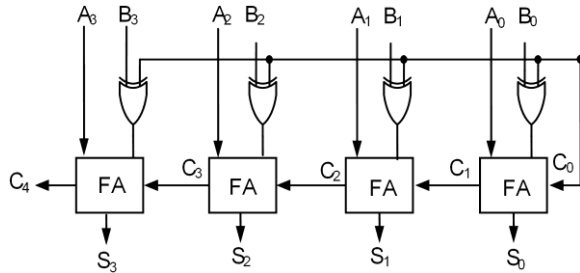 A₃ B₃ A₂ B₂ A₁ B₁ A₀ B₀
C₄ FA C₃ FA C₂ FA C₁ FA C₀
S₃ S₂ S₁ S₀